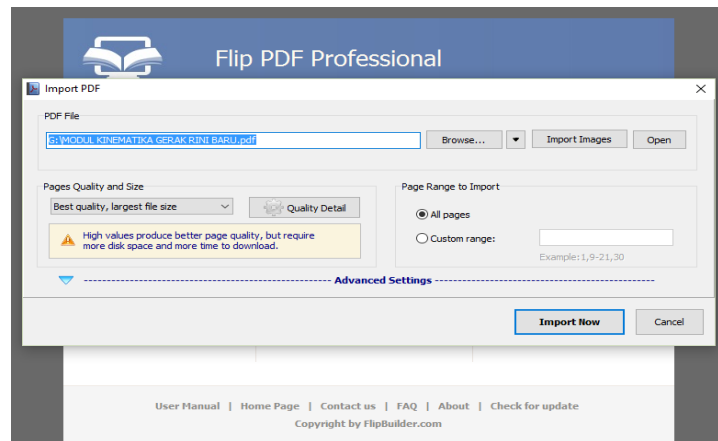 Flip PDF Professional
Import PDF
PDF File
G:\MODUL KINEMATIKA GERAK RINI BARU.pdf
Browse...
Import Images
Open
Pages Quality and Size
Best quality, largest file size
Quality Detail
High values produce better page quality, but require
more disk space and more time to download.
Page Range to Import
All pages
Custom range:
Example:1,9-21,30
Advanced Settings
Import Now
Cancel
User Manual | Home Page | Contact us | FAQ | About | Check for update
Copyright by FlipBuilder.com